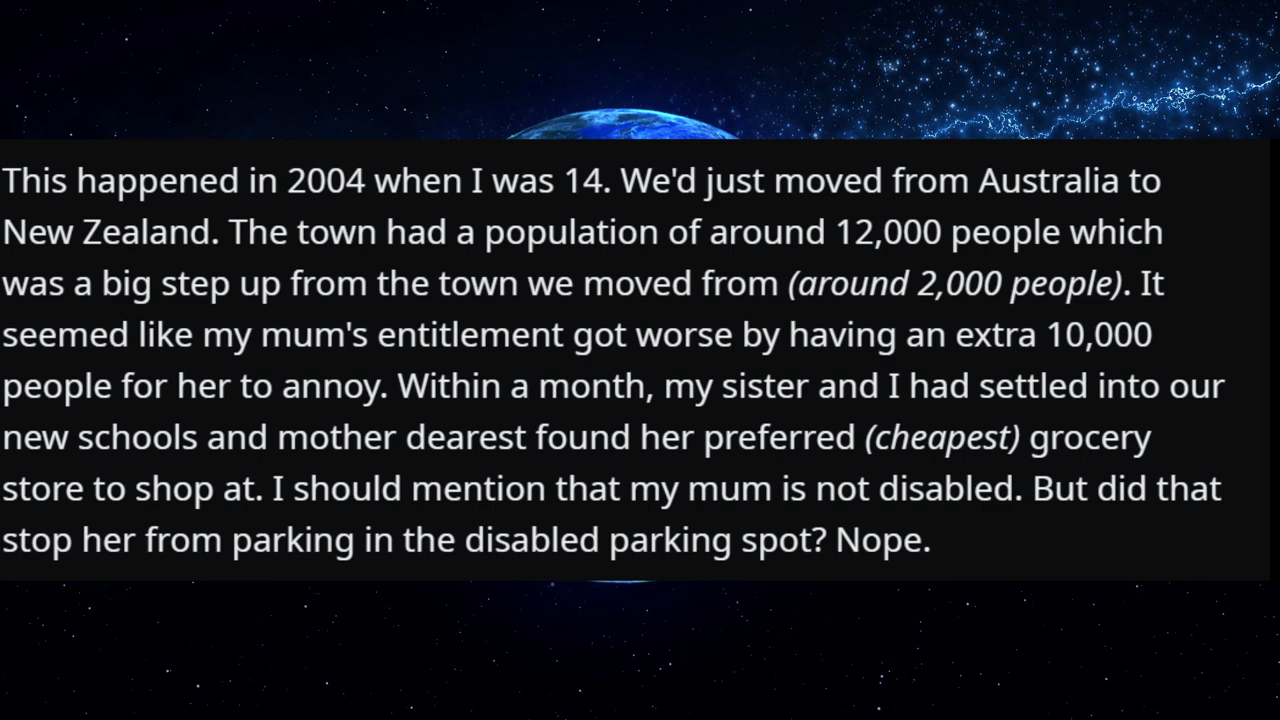 This happened in 2004 when I was 14. We'd just moved from Australia to
New Zealand. The town had a population of around 12,000 people which
was a big step up from the town we moved from (around 2,000 people). It
seemed like my mum's entitlement got worse by having an extra 10,000
people for her to annoy. Within a month, my sister and I had settled into our
new schools and mother dearest found her preferred (cheapest) grocery
store to shop at. I should mention that my mum is not disabled. But did that
stop her from parking in the disabled parking spot? Nope.